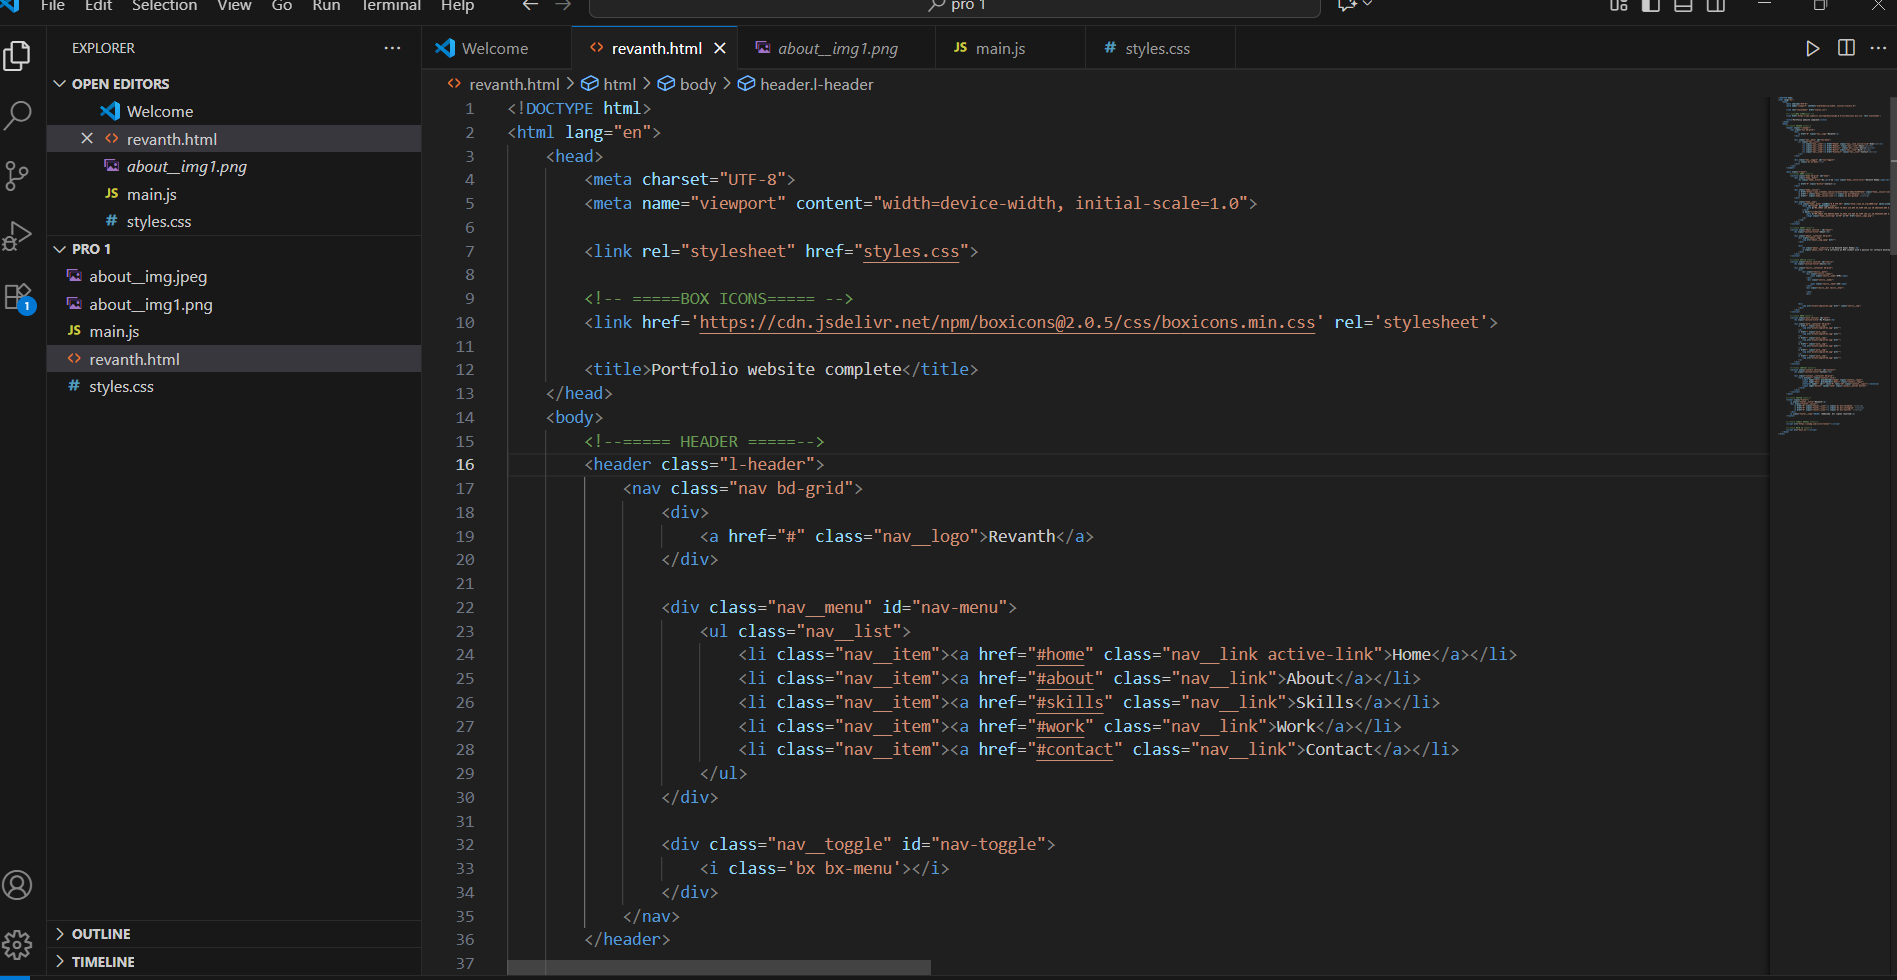 File Edit Selection View Go Run Terminal Help pro 1
EXPLORER
OPEN EDITORS
Welcome
revanth.html
about__img1.png
main.js
styles.css
PRO 1
about__img.jpeg
about__img1.png
main.js
revanth.html
styles.css
OUTLINE
TIMELINE
1
Welcome revanth.html about__img1.png main.js styles.css
revanth.html > html > body > header.l-header
1 <!DOCTYPE html>
2 <html lang="en">
3 <head>
4 <meta charset="UTF-8">
5 <meta name="viewport" content="width=device-width, initial-scale=1.0">
6
7 <link rel="stylesheet" href="styles.css">
8
9 <!-- =====BOX ICONS===== -->
10 <link href='https://cdn.jsdelivr.net/npm/boxicons@2.0.5/css/boxicons.min.css' rel='stylesheet'>
11
12 <title>Portfolio website complete</title>
13 </head>
14 <body>
15 <!--===== HEADER =====-->
16 <header class="l-header">
17 <nav class="nav bd-grid">
18 <div>
19 <a href="#" class="nav__logo">Revanth</a>
20 </div>
21
22 <div class="nav__menu" id="nav-menu">
23 <ul class="nav__list">
24 <li class="nav__item"><a href="#home" class="nav__link active-link">Home</a></li>
25 <li class="nav__item"><a href="#about" class="nav__link">About</a></li>
26 <li class="nav__item"><a href="#skills" class="nav__link">Skills</a></li>
27 <li class="nav__item"><a href="#work" class="nav__link">Work</a></li>
28 <li class="nav__item"><a href="#contact" class="nav__link">Contact</a></li>
29 </ul>
30 </div>
31
32 <div class="nav__toggle" id="nav-toggle">
33 <i class='bx bx-menu'></i>
34 </div>
35 </nav>
36 </header>
37